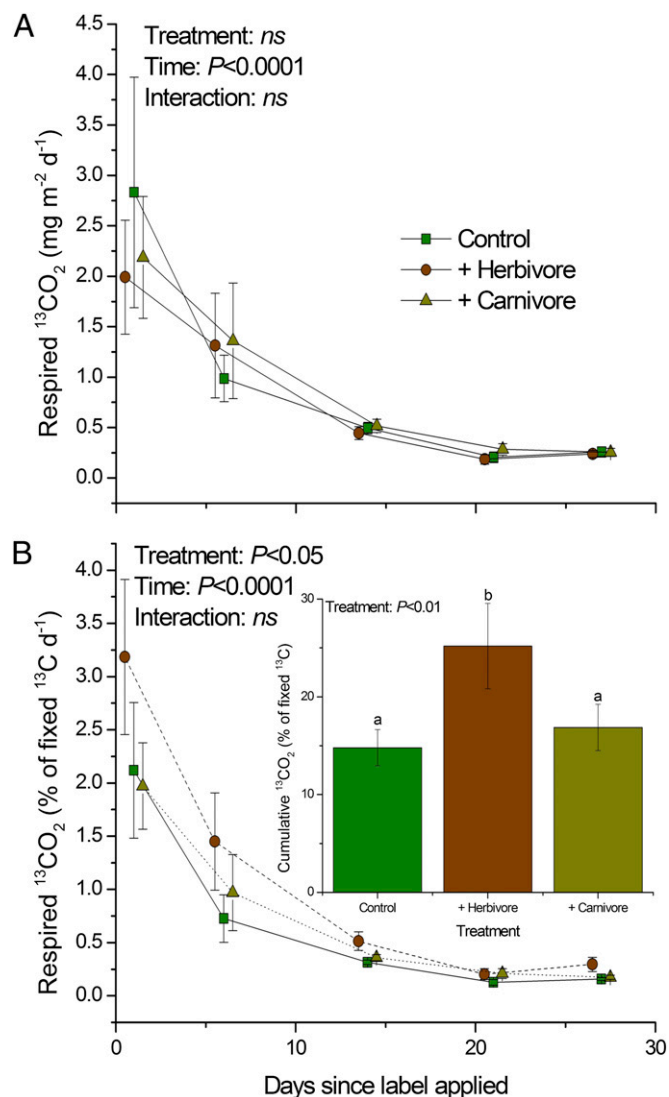 A
Treatment: ns
Time: P<0.0001
Interaction: ns
4.5
4.0
3.5
3.0
2.5
2.0
1.5
1.0
0.5
0.0
Respired ¹³CO₂ (mg m⁻² d⁻¹)
Control
+ Herbivore
+ Carnivore
B
Treatment: P<0.05
Time: P<0.0001
Interaction: ns
4.0
3.5
3.0
2.5
2.0
1.5
1.0
0.5
0.0
Respired ¹³CO₂ (% of fixed ¹³C d⁻¹)
Treatment: P<0.01
30
20
10
0
Cumulative ¹³CO₂ (% of fixed ¹³C)
a
b
a
Control
+ Herbivore
+ Carnivore
Treatment
0
10
20
30
Days since label applied